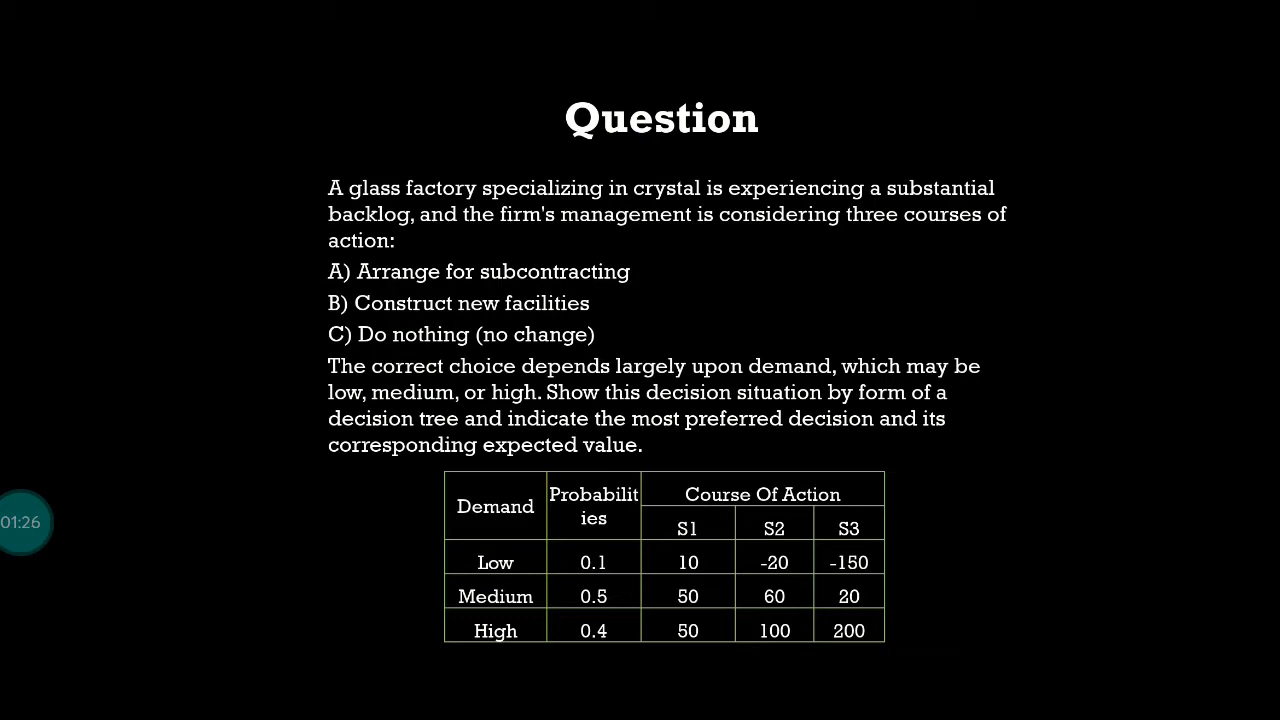 Question
A glass factory specializing in crystal is experiencing a substantial
backlog, and the firm's management is considering three courses of
action:
A) Arrange for subcontracting
B) Construct new facilities
C) Do nothing (no change)
The correct choice depends largely upon demand, which may be
low, medium, or high. Show this decision situation by form of a
decision tree and indicate the most preferred decision and its
corresponding expected value.
Demand Probabilit Course Of Action
ies
S1 S2 S3
Low 0.1 10 -20 -150
Medium 0.5 50 60 20
High 0.4 50 100 200
01:26